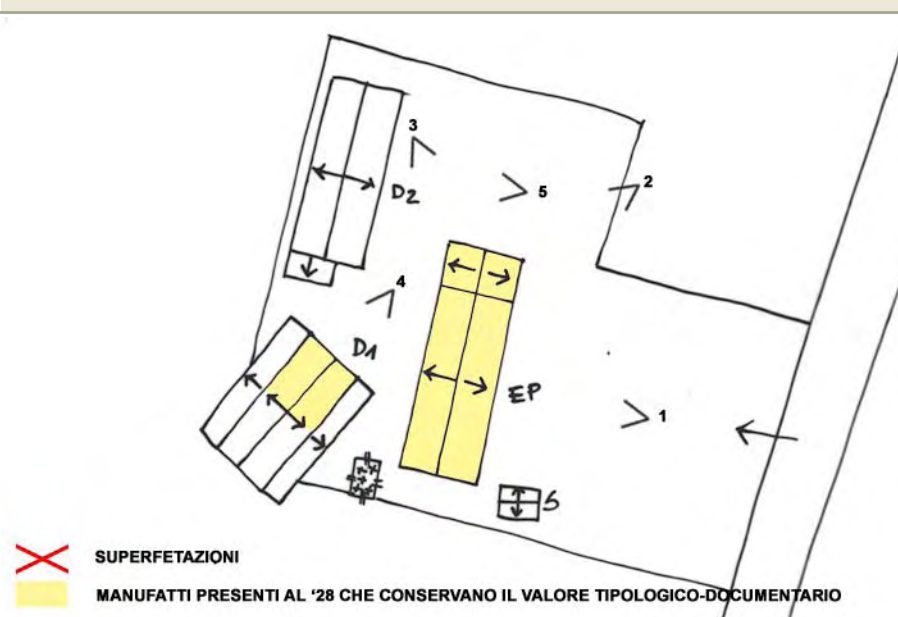 3
5
2
D2
4
D1
EP
1
S
SUPERFETAZIONI
MANUFATTI PRESENTI AL ‘28 CHE CONSERVANO IL VALORE TIPOLOGICO-DOCUMENTARIO